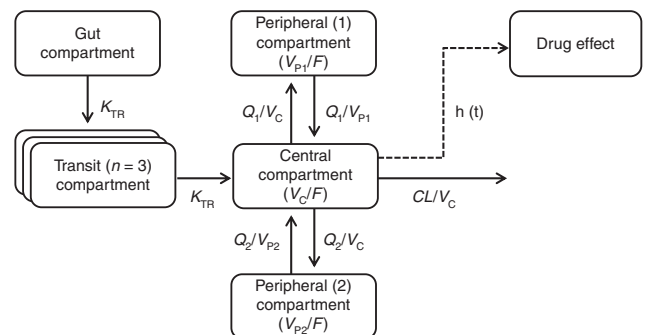 Gut
compartment
K_TR
Transit (n = 3)
compartment
K_TR
Peripheral (1)
compartment
(V_P1/F)
Q_1/V_C
Q_1/V_P1
Central
compartment
(V_C/F)
Q_2/V_P2
Q_2/V_C
Peripheral (2)
compartment
(V_P2/F)
h (t)
CL/V_C
Drug effect